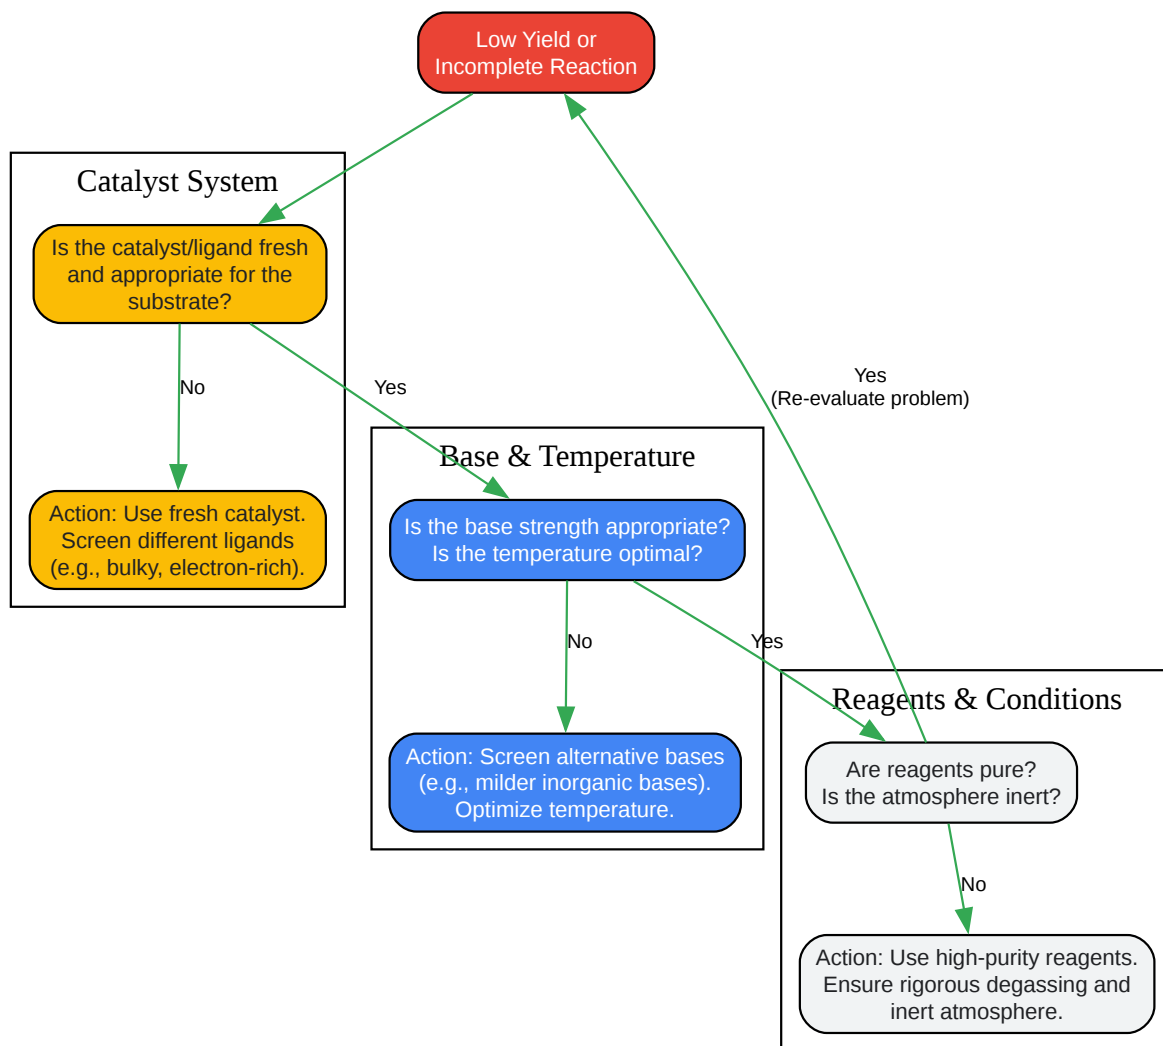 Low Yield or
Incomplete Reaction
Catalyst System
Is the catalyst/ligand fresh
and appropriate for the
substrate?
No
Yes
Action: Use fresh catalyst.
Screen different ligands
(e.g., bulky, electron-rich).
Yes
(Re-evaluate problem)
Base & Temperature
Is the base strength appropriate?
Is the temperature optimal?
No
Yes
Action: Screen alternative bases
(e.g., milder inorganic bases).
Optimize temperature.
Reagents & Conditions
Are reagents pure?
Is the atmosphere inert?
No
Action: Use high-purity reagents.
Ensure rigorous degassing and
inert atmosphere.